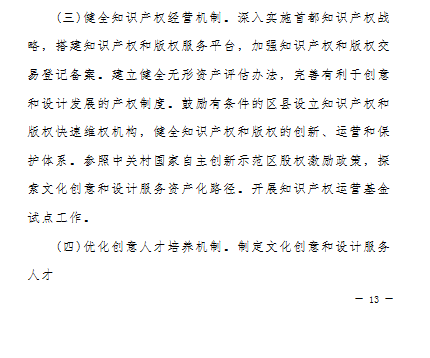 (三)健全知识产权经营机制。深入实施首都知识产权战
略，搭建知识产权和版权服务平台，加强知识产权和版权交
易登记备案。建立健全无形资产评估办法，完善有利于创意
和设计发展的产权制度。鼓励有条件的区县设立知识产权和
版权快速维权机构，健全知识产权和版权的创新、运营和保
护体系。参照中关村国家自主创新示范区股权激励政策，探
索文化创意和设计服务资产化路径。开展知识产权运营基金
试点工作。
(四)优化创意人才培养机制。制定文化创意和设计服务
人才
— 13 —